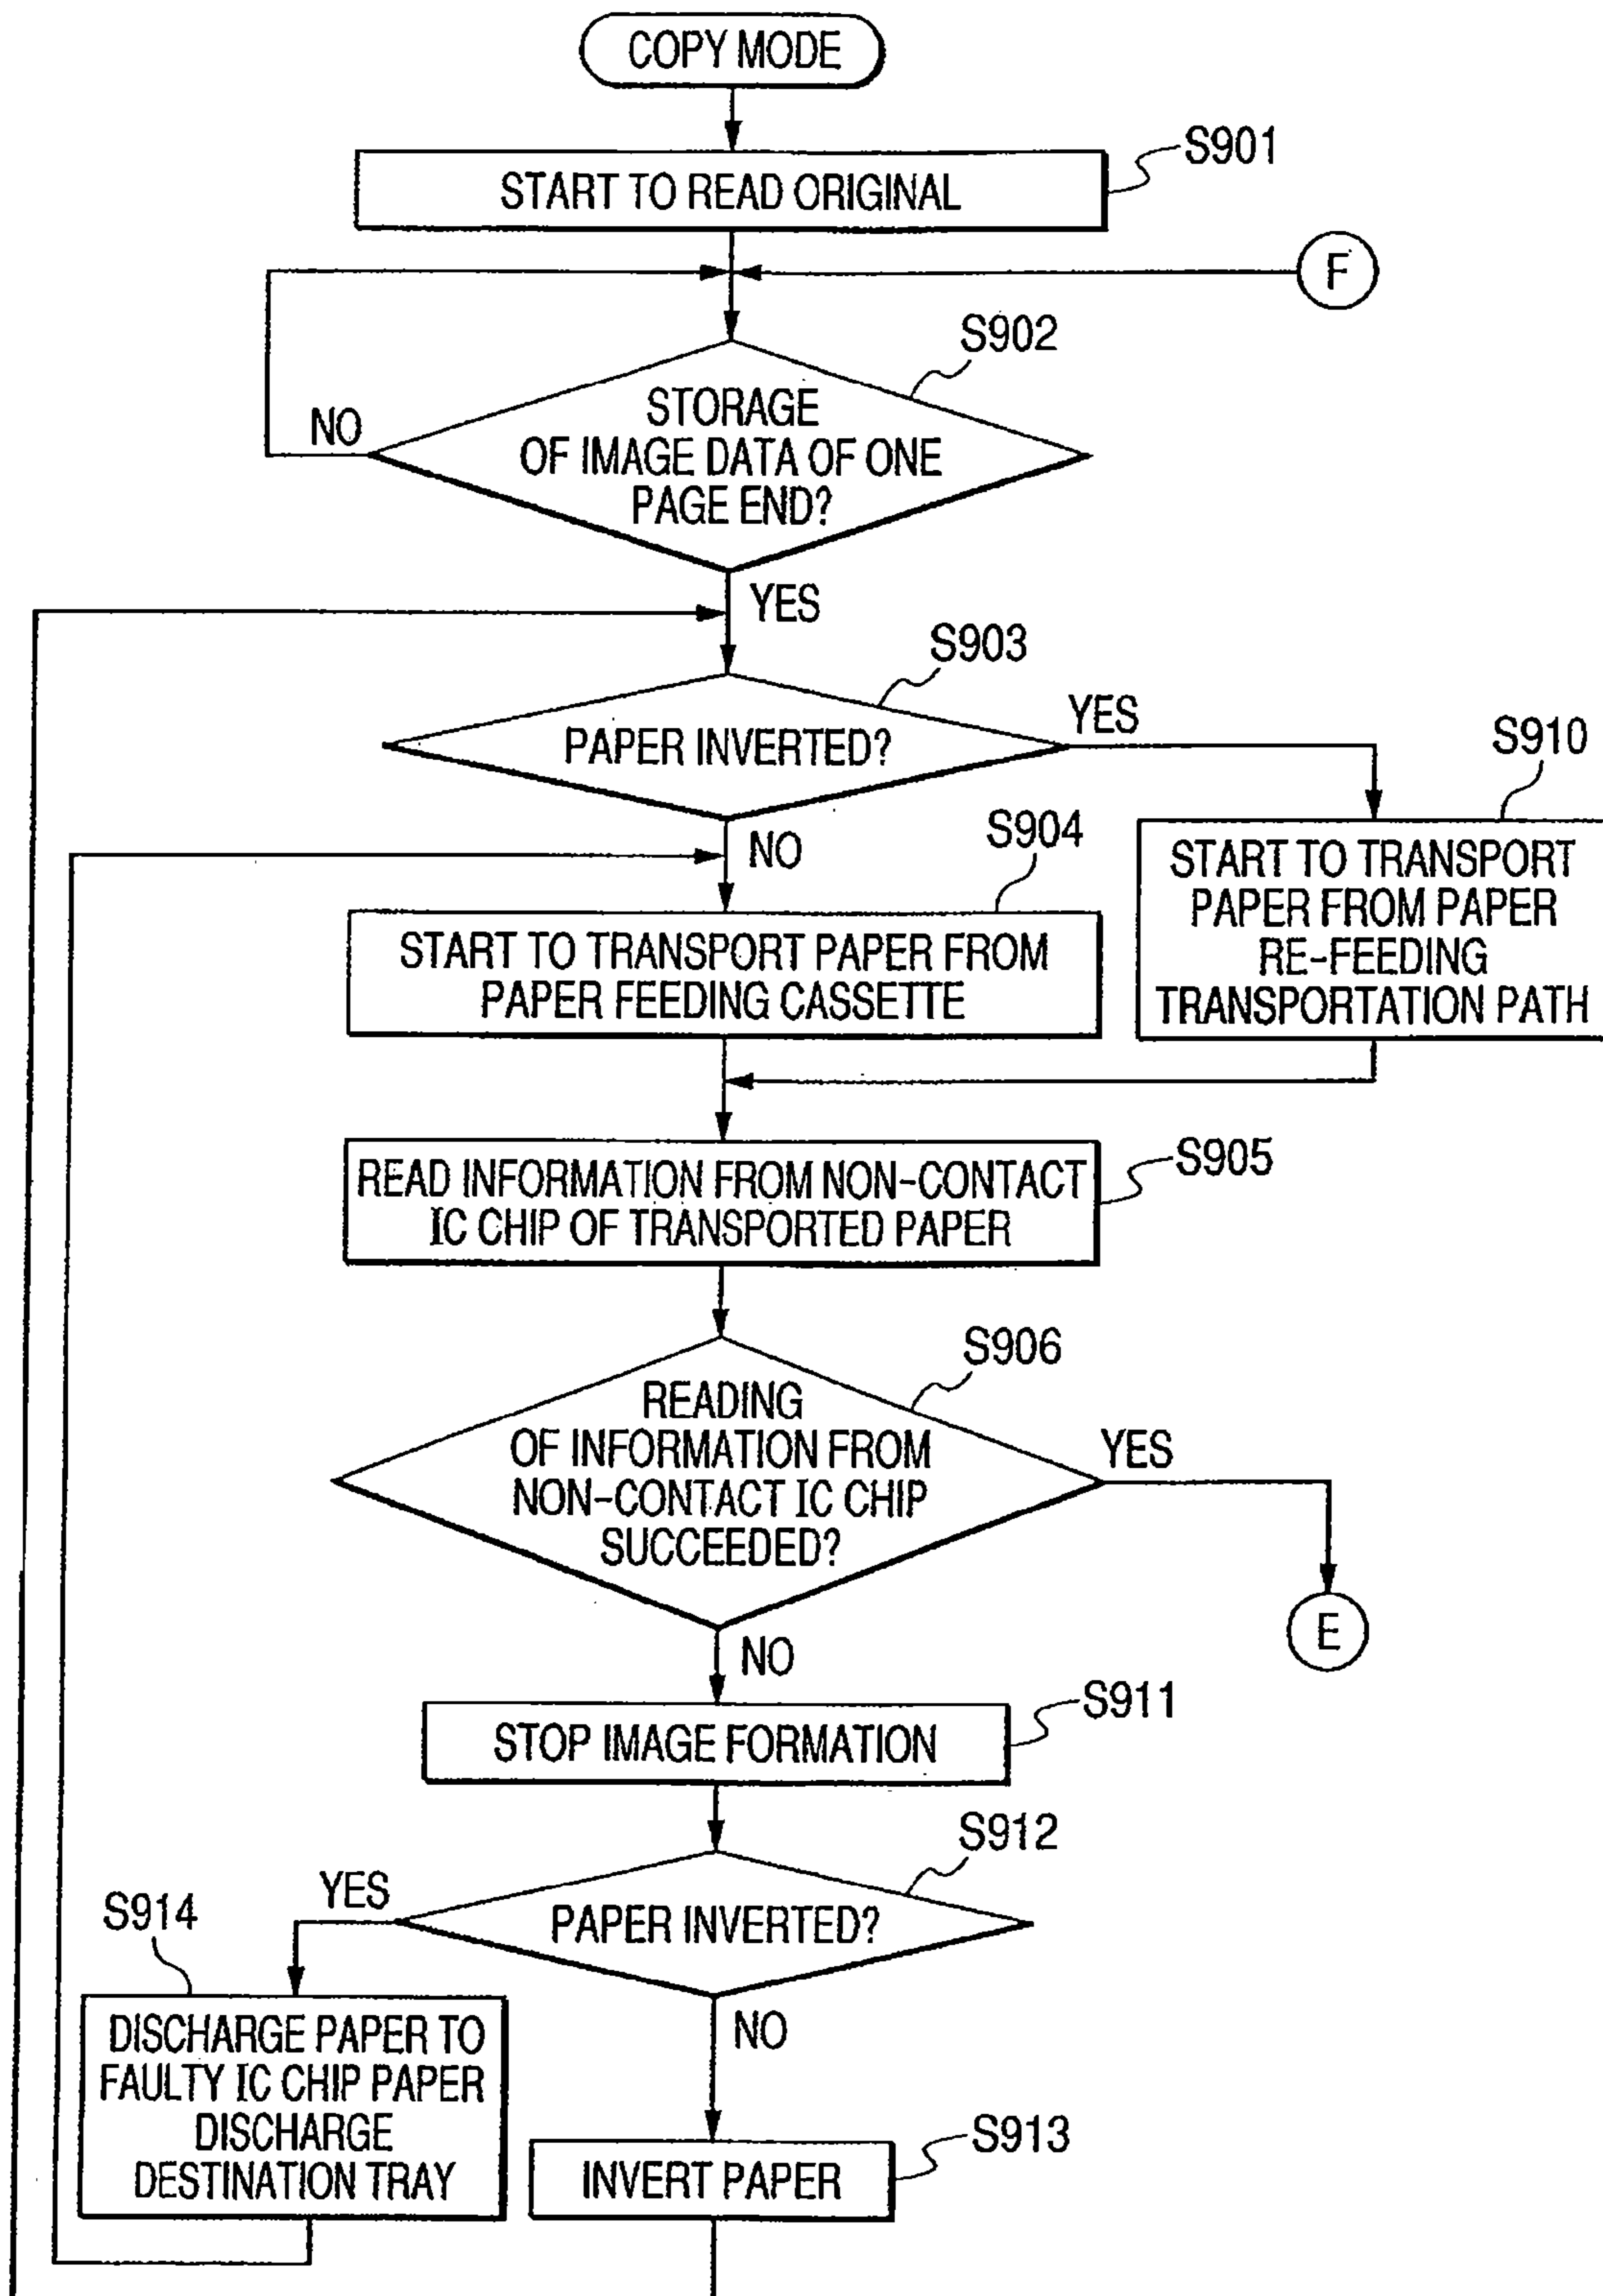 COPY MODE
S901
START TO READ ORIGINAL
F
S902
STORAGE
OF IMAGE DATA OF ONE
PAGE END?
NO
YES
S903
PAPER INVERTED?
YES
S910
START TO TRANSPORT
PAPER FROM PAPER
RE-FEEDING
TRANSPORTATION PATH
NO
S904
START TO TRANSPORT PAPER FROM
PAPER FEEDING CASSETTE
S905
READ INFORMATION FROM NON-CONTACT
IC CHIP OF TRANSPORTED PAPER
S906
READING
OF INFORMATION FROM
NON-CONTACT IC CHIP
SUCCEEDED?
YES
E
NO
S911
STOP IMAGE FORMATION
S912
PAPER INVERTED?
YES
S914
DISCHARGE PAPER TO
FAULTY IC CHIP PAPER
DISCHARGE
DESTINATION TRAY
NO
S913
INVERT PAPER